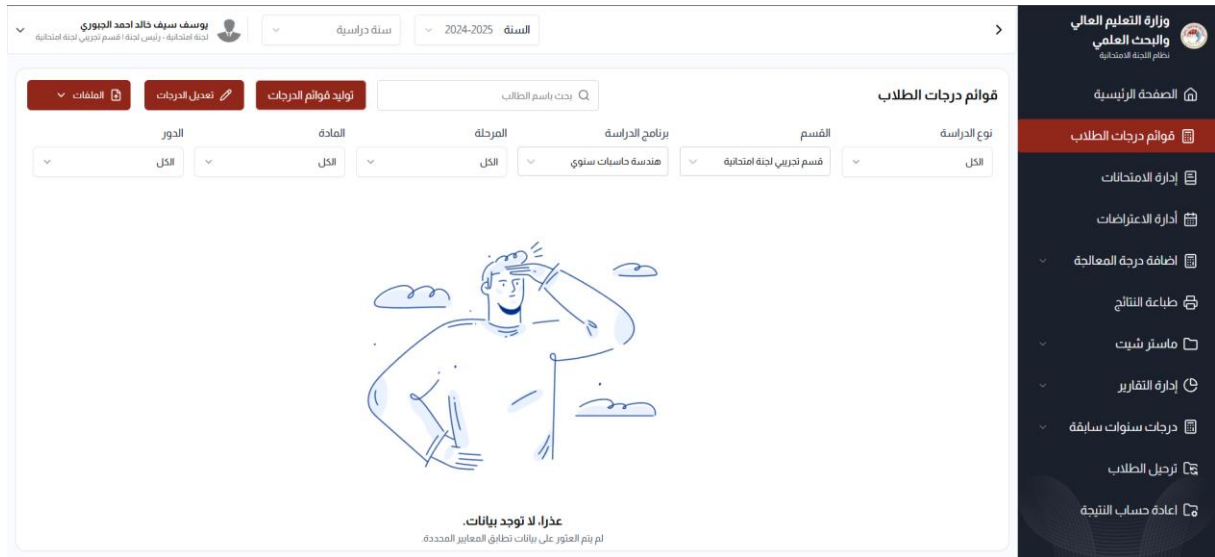 وزارة التعليم العالي
والبحث العلمي
نظام اللجنة الامتحانية
الصفحة الرئيسية
قوائم درجات الطلاب
إدارة الامتحانات
أدارة الاعتراضات
اضافة درجة المعالجة
طباعة النتائج
ماستر شيت
إدارة التقارير
درجات سنوات سابقة
ترحيل الطلاب
اعادة حساب النتيجة
السنة 2024-2025
سنة دراسية
يوسف سيف خالد احمد الجبوري
لجنة امتحانية - رئيس لجنة | قسم تجريبي لجنة امتحانية
قوائم درجات الطلاب
بحث باسم الطالب
توليد قوائم الدرجات
تعديل الدرجات
الملفات
نوع الدراسة القسم برنامج الدراسة المرحلة المادة الدور
الكل قسم تجريبي لجنة امتحانية هندسة حاسبات سنوي الكل الكل الكل
عذرا، لا توجد بيانات.
لم يتم العثور على بيانات تطابق المعايير المحددة.